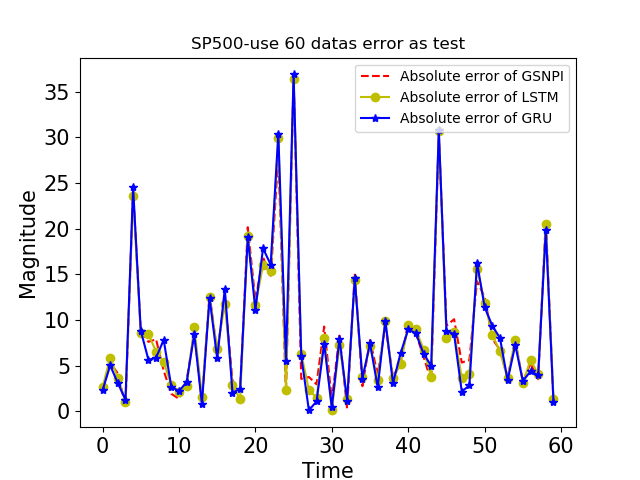 SP500-use 60 datas error as test
Absolute error of GSNPI
Absolute error of LSTM
Absolute error of GRU
Magnitude
35
30
25
20
15
10
5
0
0 10 20 30 40 50 60
Time